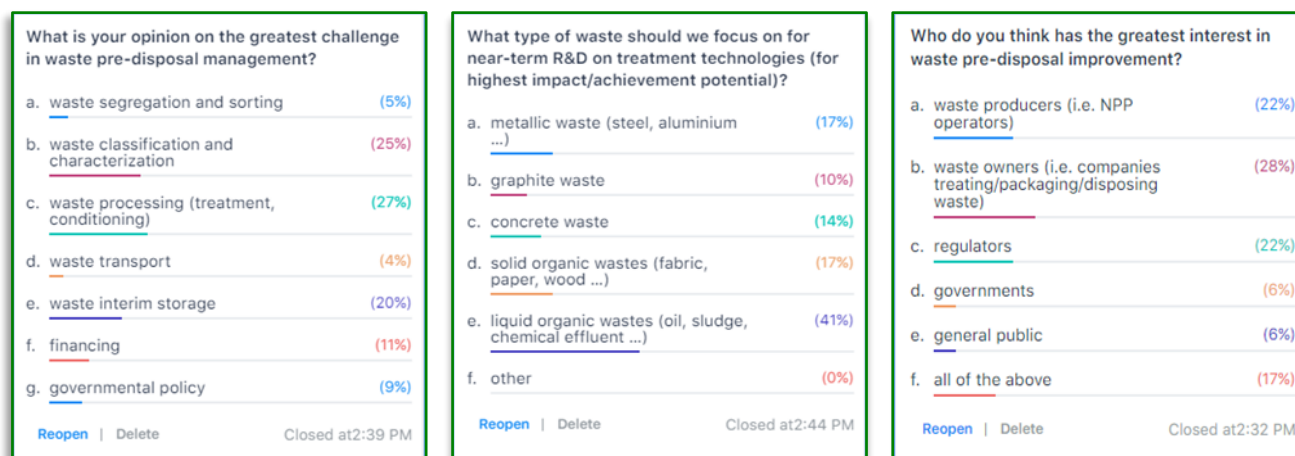 What is your opinion on the greatest challenge
in waste pre-disposal management?
a. waste segregation and sorting (5%)
b. waste classification and (25%)
characterization
c. waste processing (treatment, (27%)
conditioning)
d. waste transport (4%)
e. waste interim storage (20%)
f. financing (11%)
g. governmental policy (9%)
Reopen | Delete Closed at2:39 PM
What type of waste should we focus on for
near-term R&D on treatment technologies (for
highest impact/achievement potential)?
a. metallic waste (steel, aluminium (17%)
...)
b. graphite waste (10%)
c. concrete waste (14%)
d. solid organic wastes (fabric, (17%)
paper, wood ...)
e. liquid organic wastes (oil, sludge, (41%)
chemical effluent ...)
f. other (0%)
Reopen | Delete Closed at2:44 PM
Who do you think has the greatest interest in
waste pre-disposal improvement?
a. waste producers (i.e. NPP (22%)
operators)
b. waste owners (i.e. companies (28%)
treating/packaging/disposing
waste)
c. regulators (22%)
d. governments (6%)
e. general public (6%)
f. all of the above (17%)
Reopen | Delete Closed at2:32 PM